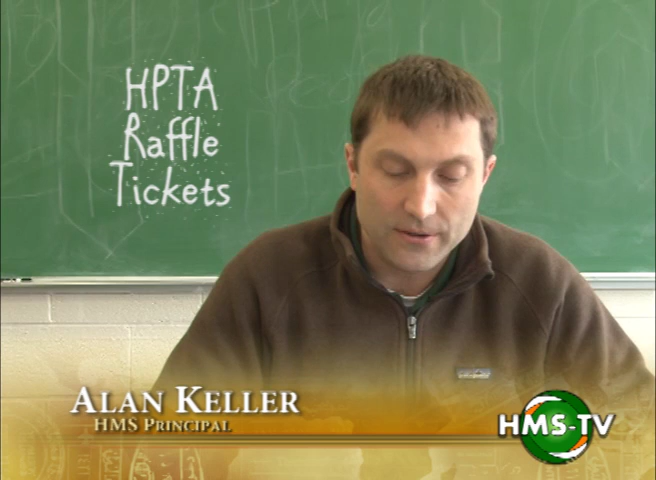 HPTA
Raffle
Tickets
ALAN KELLER
HMS PRINCIPAL
HMS-TV